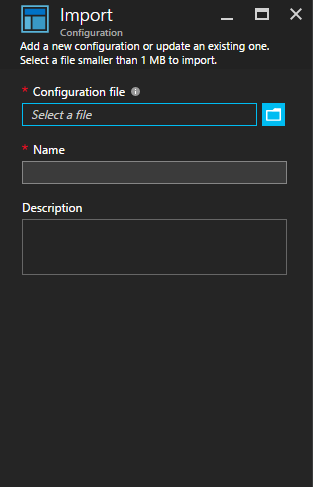 Import
Configuration
Add a new configuration or update an existing one.
Select a file smaller than 1 MB to import.
* Configuration file
Select a file
* Name
Description